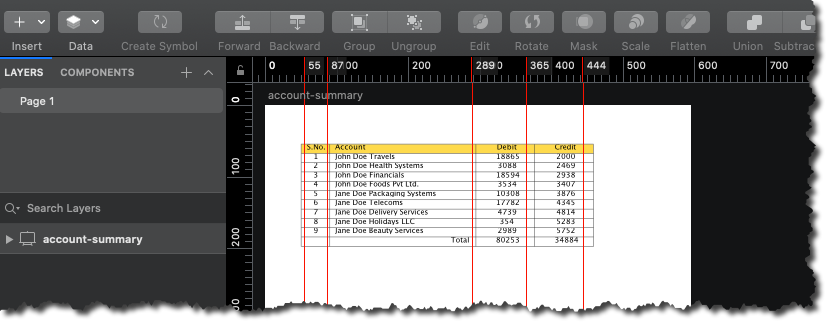 Insert Data Create Symbol Forward Backward Group Ungroup Edit Rotate Mask Scale Flatten Union Subtrac
LAYERS COMPONENTS
Page 1
Search Layers
account-summary
0 55 87 00 200 289 0 365 400 444 500 600 700
0
100
200
account-summary
S.No. Account Debit Credit
1 John Doe Travels 18865 2000
2 John Doe Health Systems 3088 2469
3 John Doe Financials 18594 2938
4 John Doe Foods Pvt Ltd. 3534 3407
5 Jane Doe Packaging Systems 10308 3876
6 Jane Doe Telecoms 17782 4345
7 Jane Doe Delivery Services 4739 4814
8 Jane Doe Holidays LLC 354 5283
9 Jane Doe Beauty Services 2989 5752
Total 80253 34884